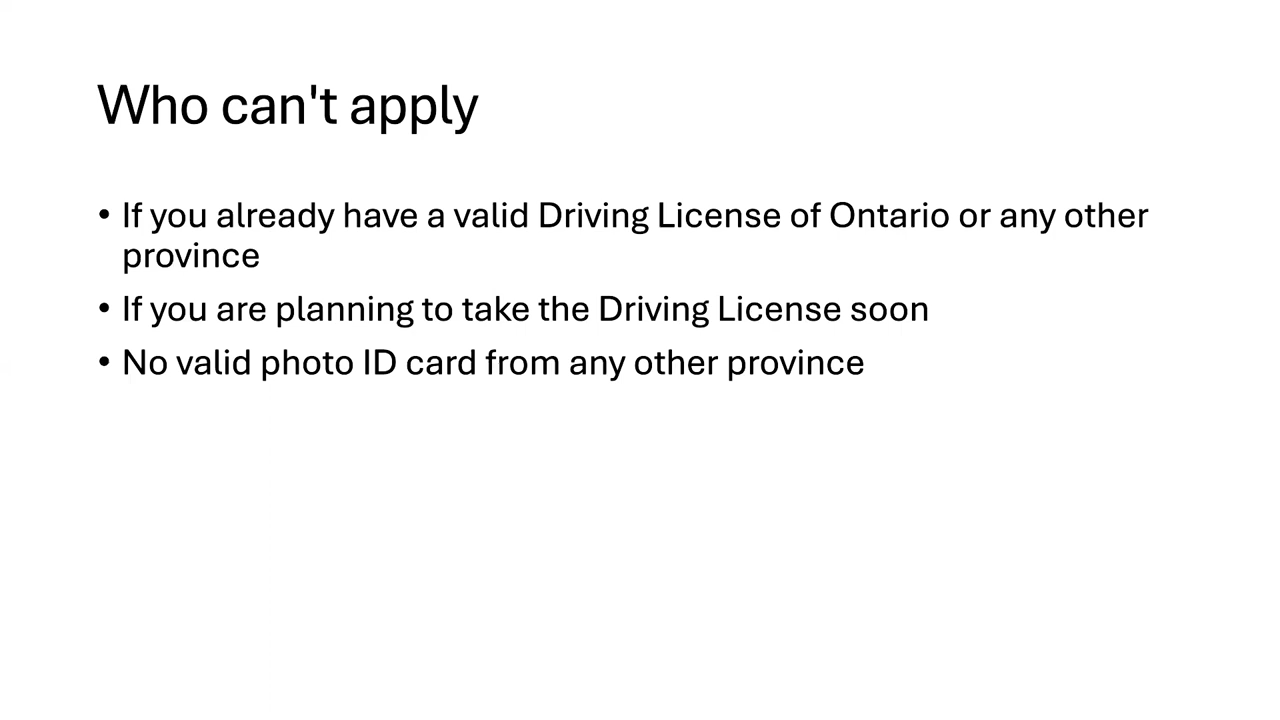 Who can't apply
• If you already have a valid Driving License of Ontario or any other
province
• If you are planning to take the Driving License soon
• No valid photo ID card from any other province